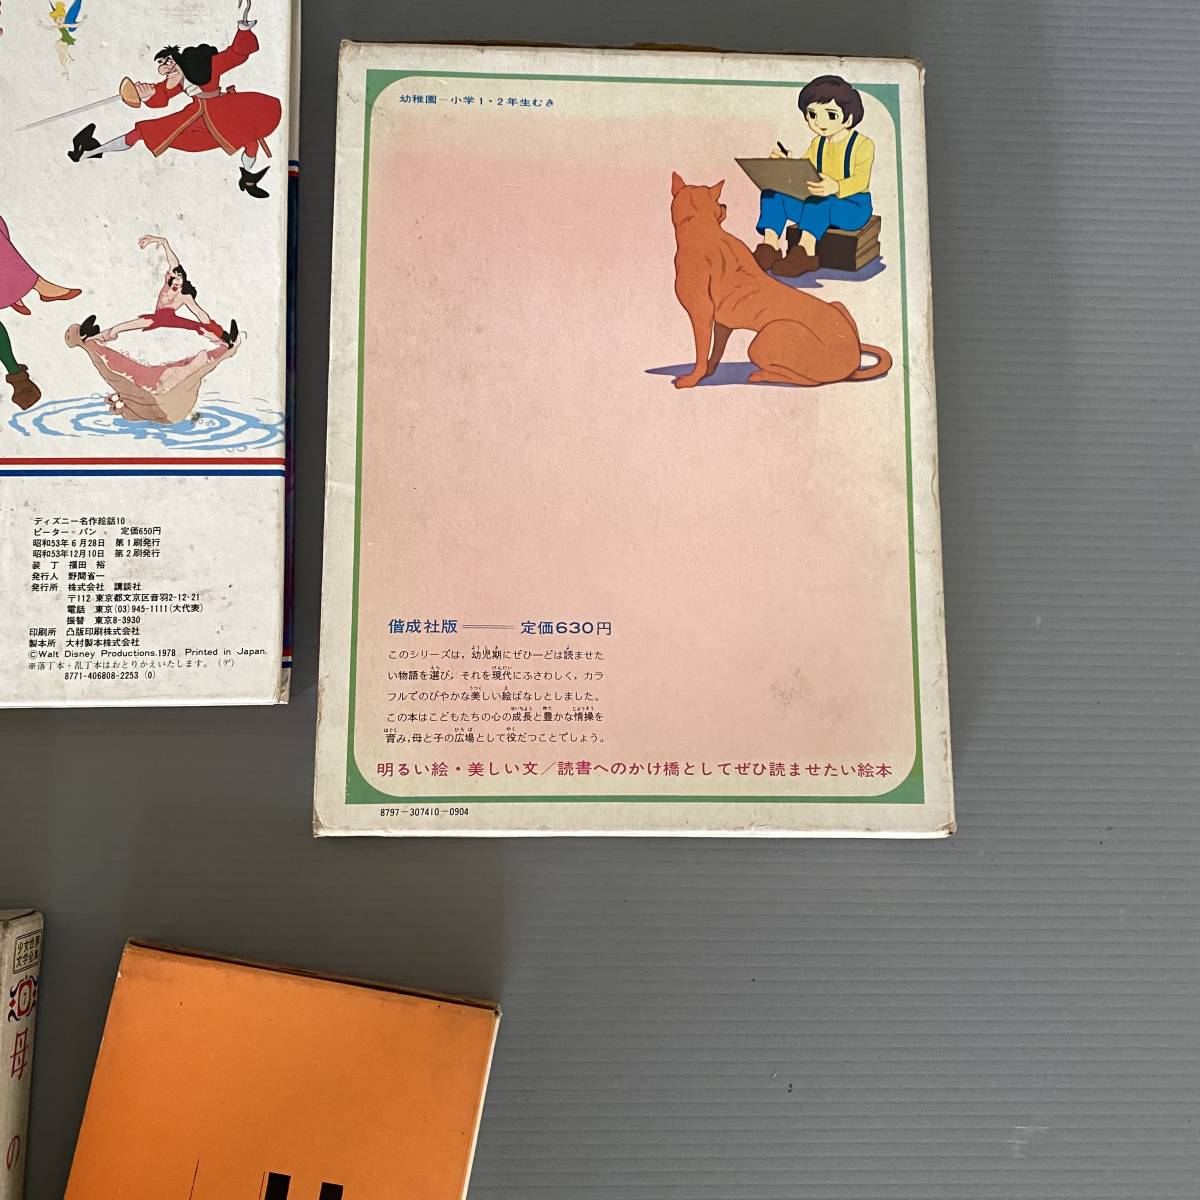 ディズニー名作絵話10
ピーター・パン　定価650円
昭和53年6月28日　第1刷発行
昭和53年12月10日　第2刷発行
装　丁　福田　裕
発行人　野間省一
発行所　株式会社　講談社
〒112 東京都文京区音羽2-12-21
電話　東京(03)945-1111(大代表)
振替　東京8-3930
印刷所　凸版印刷株式会社
製本所　大村製本株式会社
©Walt Disney Productions.1978 Printed in Japan.
※落丁本・乱丁本はおとりかえいたします。(デ)
8771-406808-2253 (0)
幼稚園－小学1・2年生むき
偕成社版 ─── 定価630円
このシリーズは，幼児期にぜひ一どは読ませた
い物語を選び，それを現代にふさわしく，カラ
フルでのびやかな美しい絵ばなしとしました。
この本はこどもたちの心の成長と豊かな情操を
育み，母と子の広場として役だつことでしょう。
明るい絵・美しい文／読書へのかけ橋としてぜひ読ませたい絵本
8797－307410－0904
少女世界
文学全集
7
母の